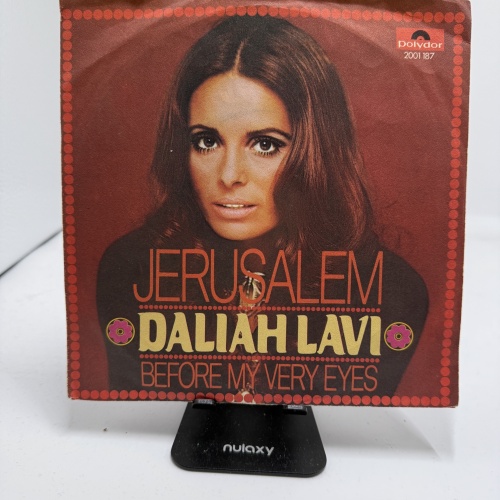 Polydor
2001 187
JERUSALEM
DALIAH LAVI
BEFORE MY VERY EYES
nulaxy